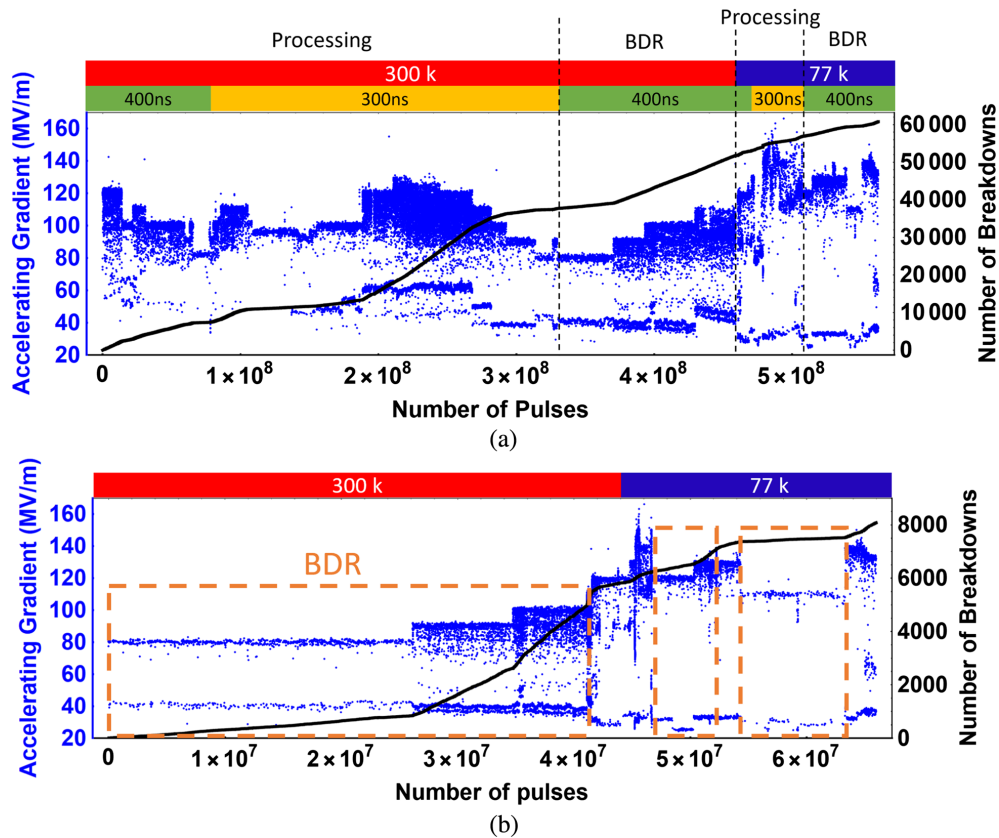 Processing
Processing BDR BDR
300 k 77 k
400ns 300ns 400ns 300ns 400ns
Accelerating Gradient (MV/m)
160
140
120
100
80
60
40
20
60 000
50 000
40 000
30 000
20 000
10 000
0
Number of Breakdowns
0 1×10⁸ 2×10⁸ 3×10⁸ 4×10⁸ 5×10⁸
Number of Pulses
(a)
300 k 77 k
Accelerating Gradient (MV/m)
160
140
120
100
80
60
40
20
BDR
8000
6000
4000
2000
0
Number of Breakdowns
0 1×10⁷ 2×10⁷ 3×10⁷ 4×10⁷ 5×10⁷ 6×10⁷
Number of pulses
(b)